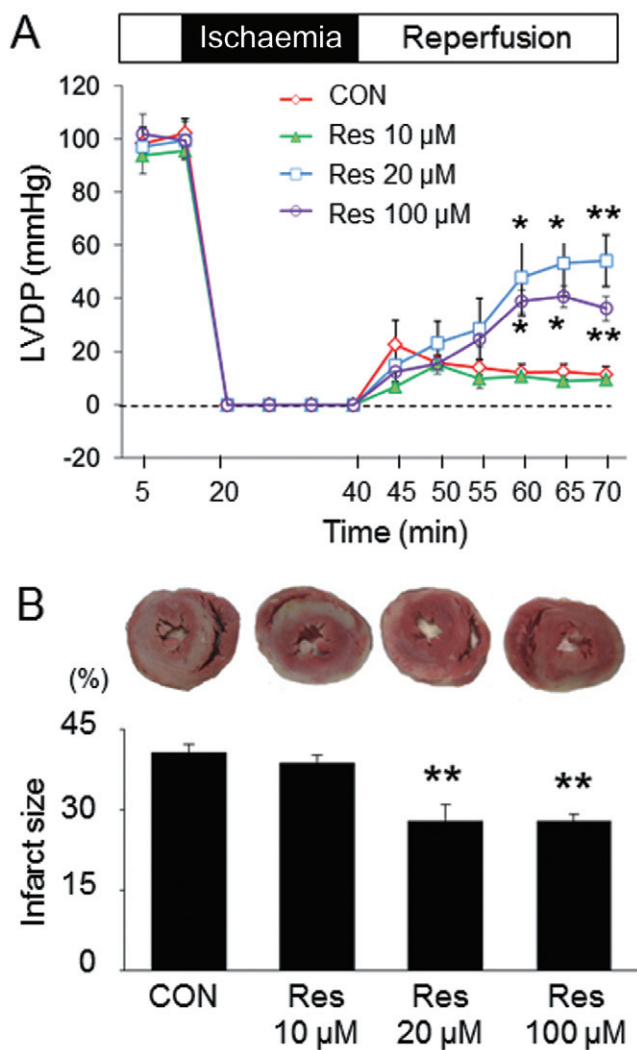 A
Ischaemia Reperfusion
CON
Res 10 µM
Res 20 µM
Res 100 µM
LVDP (mmHg)
120
100
80
60
40
20
0
-20
* * **
* * **
5 20 40 45 50 55 60 65 70
Time (min)
B
(%)
Infarct size
45
30
15
0
** **
CON Res Res Res
10 µM 20 µM 100 µM